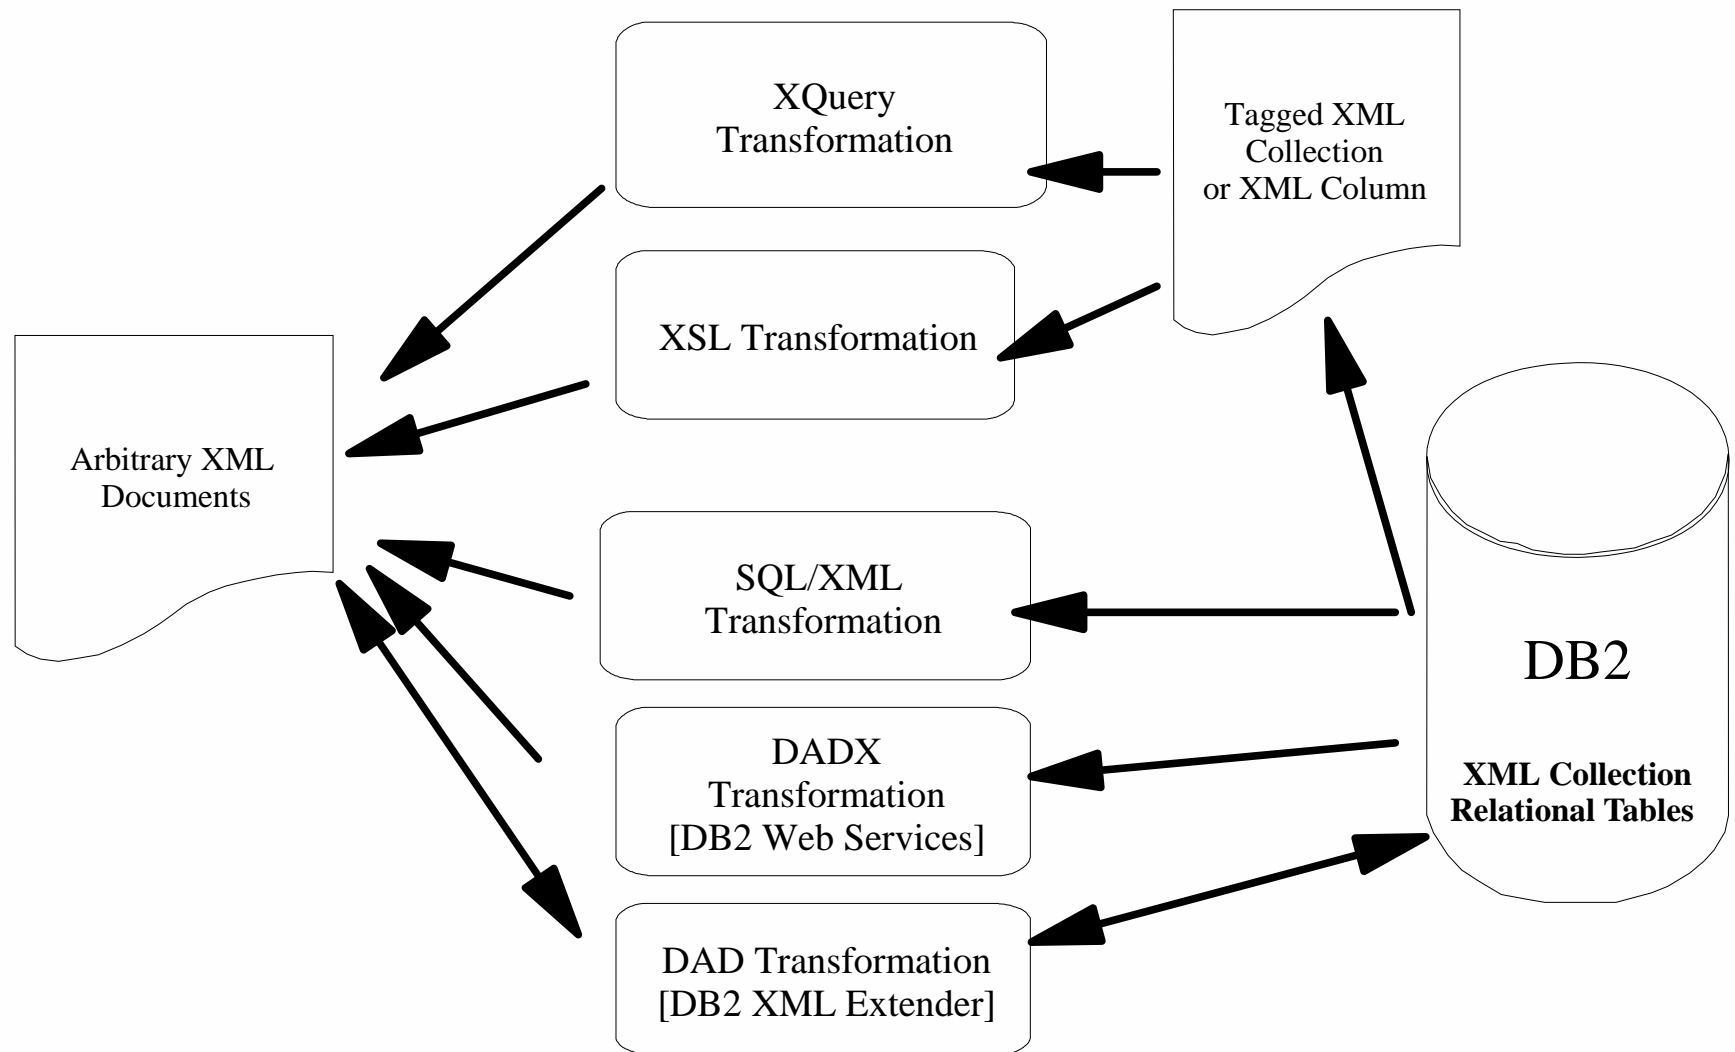 XQuery
Transformation
Tagged XML
Collection
or XML Column
XSL Transformation
Arbitrary XML
Documents
SQL/XML
Transformation
DB2
XML Collection
Relational Tables
DADX
Transformation
[DB2 Web Services]
DAD Transformation
[DB2 XML Extender]